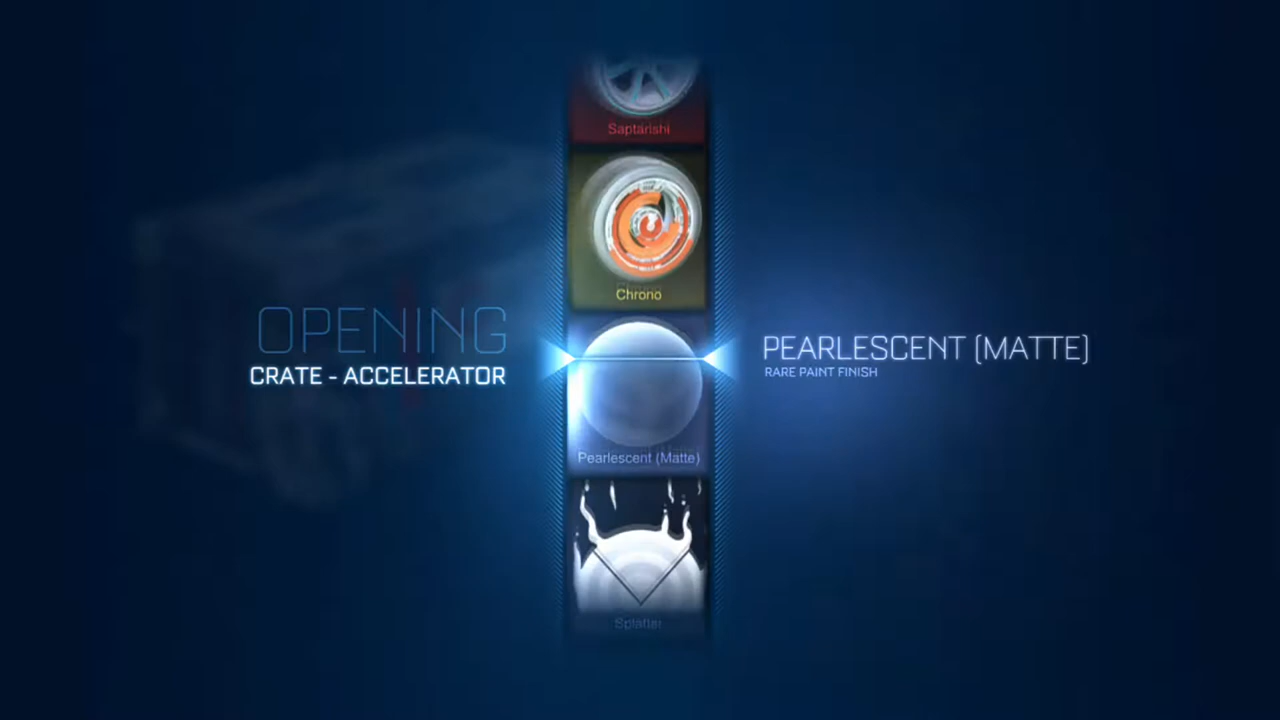 Saptarishi
Chrono
OPENING
CRATE - ACCELERATOR
PEARLESCENT (MATTE)
RARE PAINT FINISH
Pearlescent (Matte)
Splatter